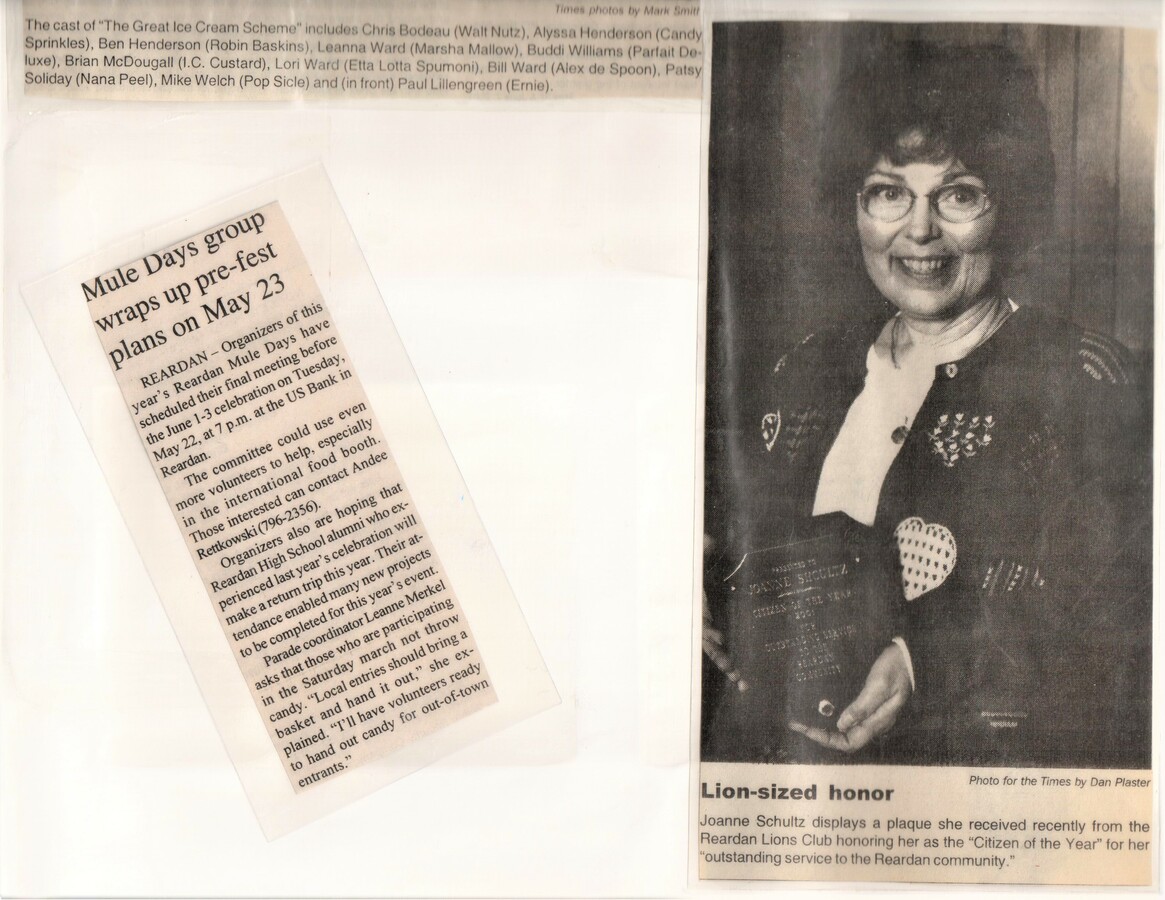 Times photos by Mark Smith
The cast of "The Great Ice Cream Scheme" includes Chris Bodeau (Walt Nutz), Alyssa Henderson (Candy
Sprinkles), Ben Henderson (Robin Baskins), Leanna Ward (Marsha Mallow), Buddi Williams (Parfait De-
luxe), Brian McDougall (I.C. Custard), Lori Ward (Etta Lotta Spumoni), Bill Ward (Alex de Spoon), Patsy
Soliday (Nana Peel), Mike Welch (Pop Sicle) and (in front) Paul Lillengreen (Ernie).
Mule Days group
wraps up pre-fest
plans on May 23
REARDAN – Organizers of this
year's Reardan Mule Days have
scheduled their final meeting before
the June 1-3 celebration on Tuesday,
May 22, at 7 p.m. at the US Bank in
Reardan.
The committee could use even
more volunteers to help, especially
in the international food booth.
Those interested can contact Andee
Rettkowski (796-2356).
Organizers also are hoping that
Reardan High School alumni who ex-
perienced last year's celebration will
make a return trip this year. Their at-
tendance enabled many new projects
to be completed for this year's event.
Parade coordinator Leanne Merkel
asks that those who are participating
in the Saturday march not throw
candy. "Local entries should bring a
basket and hand it out," she ex-
plained. "I'll have volunteers ready
to hand out candy for out-of-town
entrants."
PRESENTED TO
JOANNE SHCULTZ
CITIZEN OF THE YEAR
OUTSTANDING SERVICE
TO THE
REARDAN
COMMUNITY
Photo for the Times by Dan Plaster
Lion-sized honor
Joanne Schultz displays a plaque she received recently from the
Reardan Lions Club honoring her as the "Citizen of the Year" for her
"outstanding service to the Reardan community."